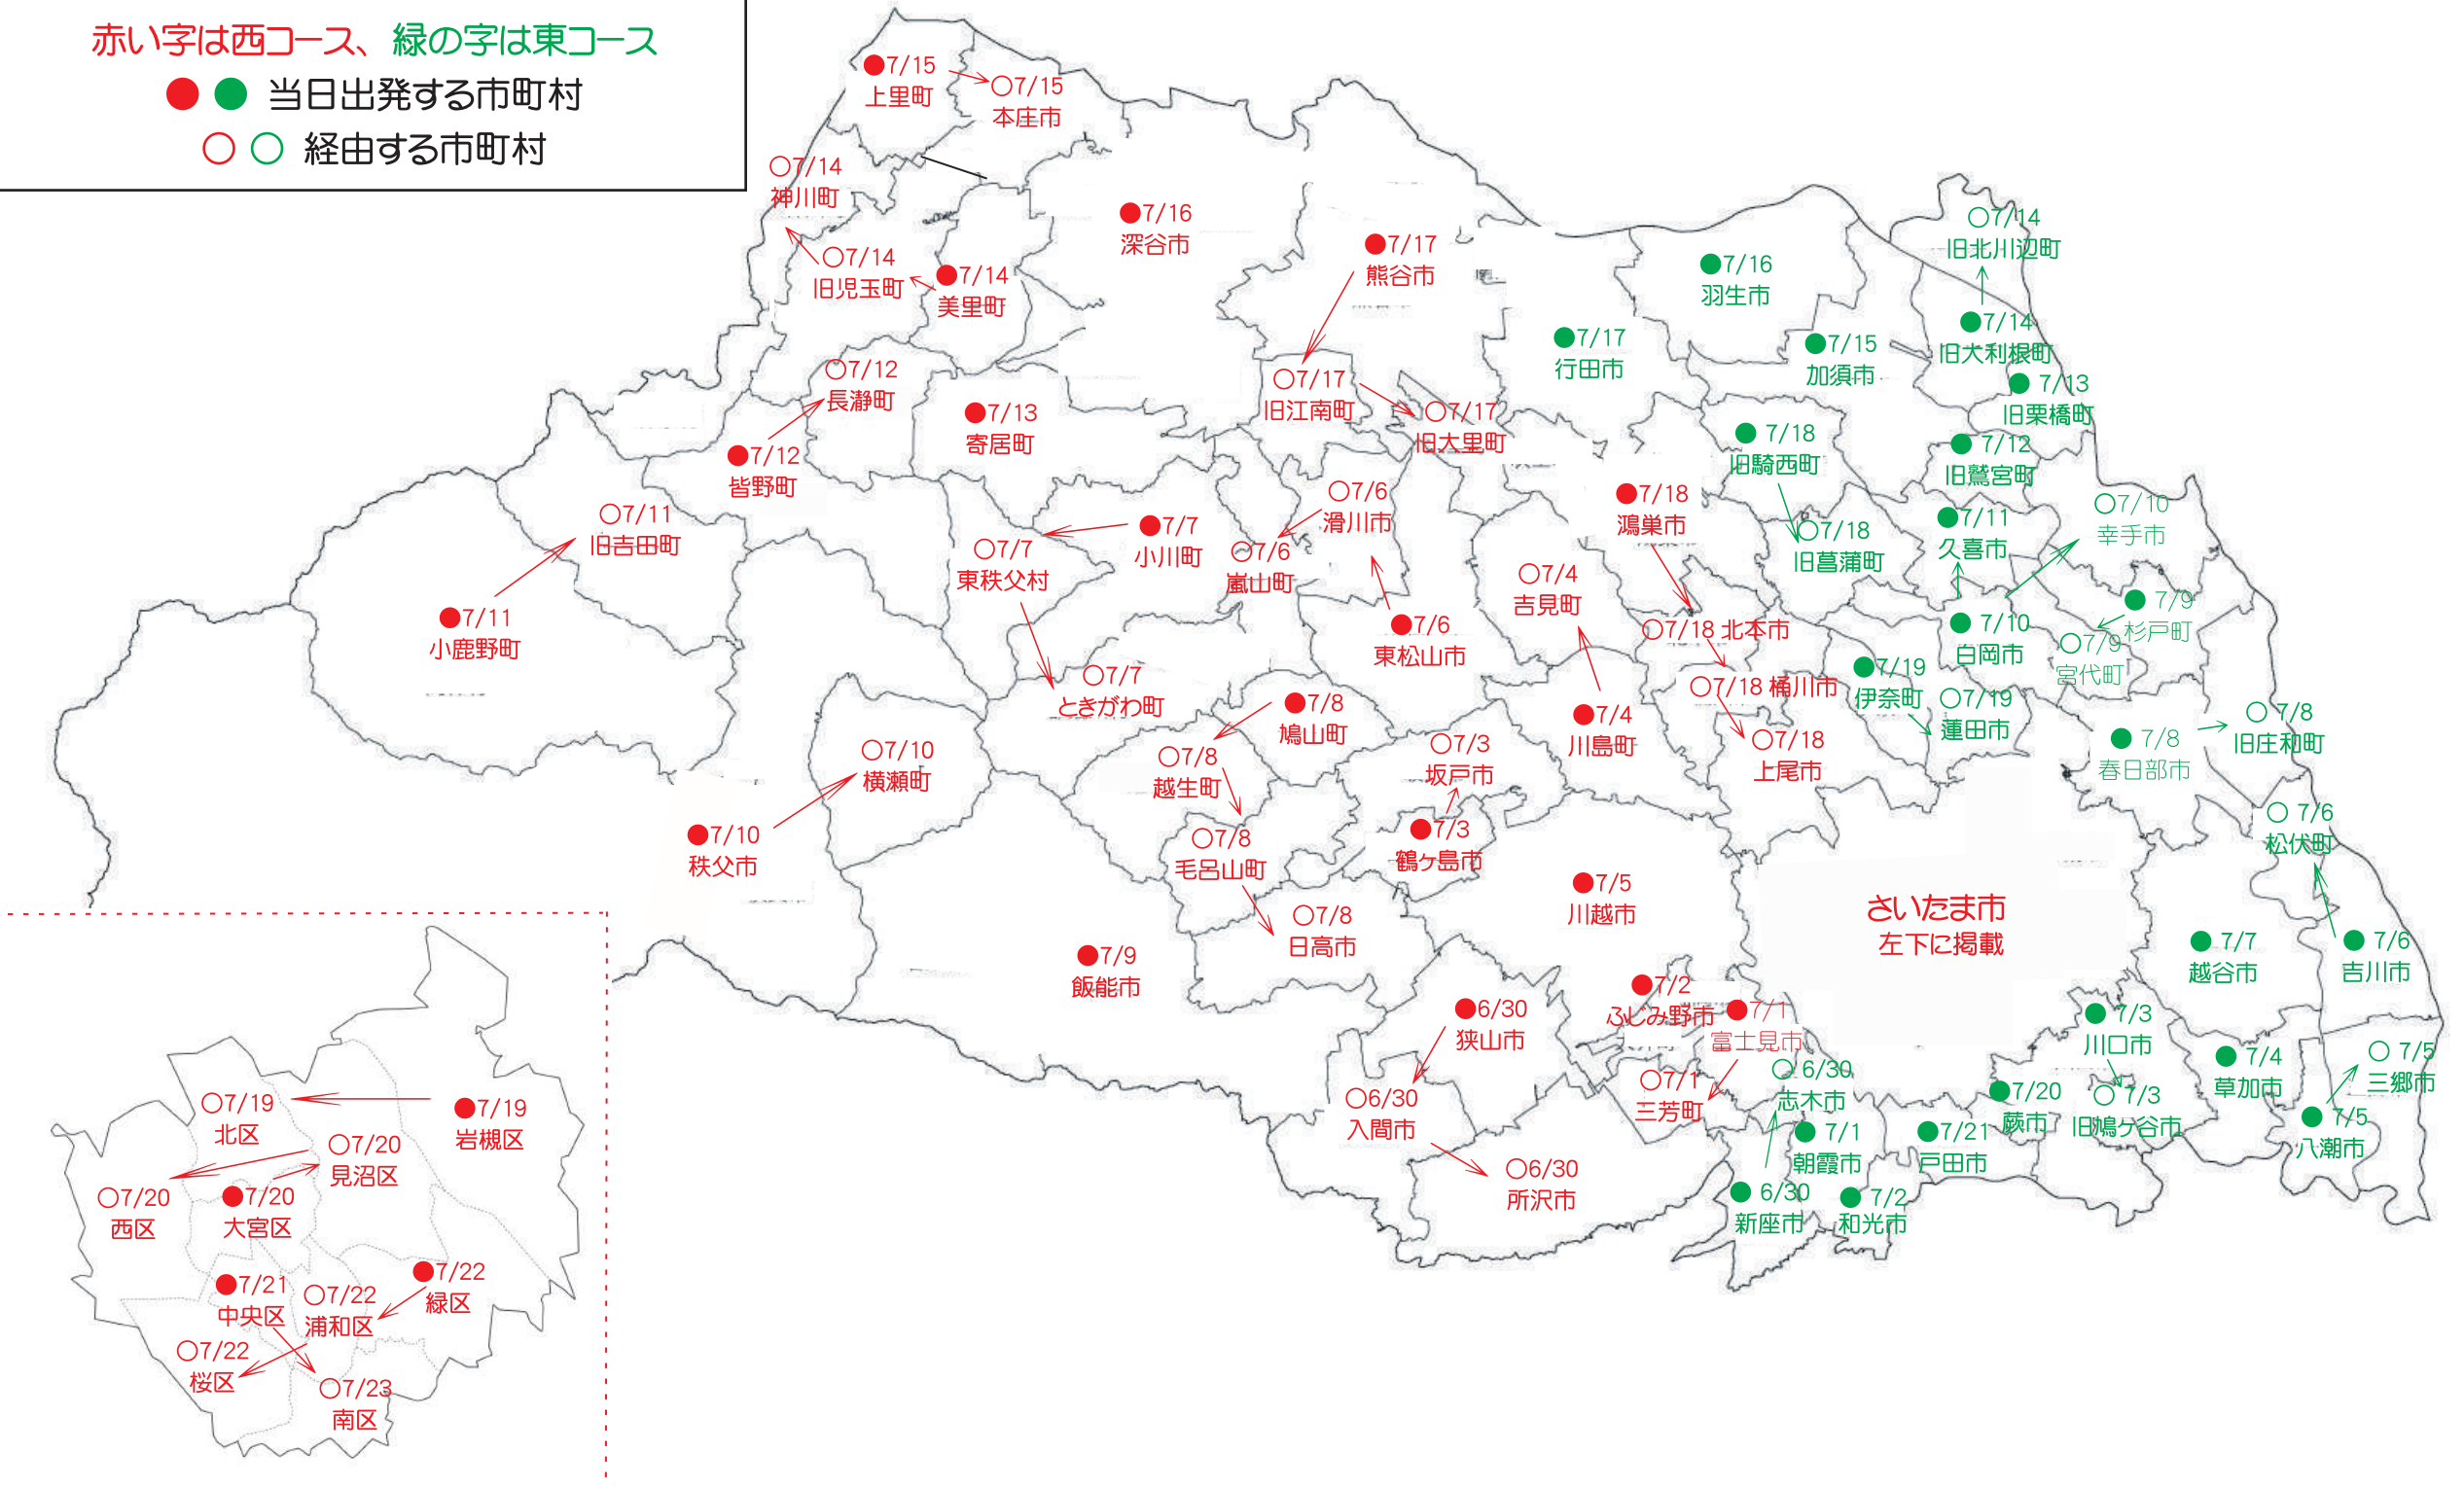 赤い字は西コース、緑の字は東コース
●●当日出発する市町村
○○経由する市町村
●7/15
上里町
○7/15
本庄市
○7/14
神川町
○7/14
旧児玉町
●7/14
美里町
●7/16
深谷市
●7/17
熊谷市
●7/16
羽生市
○7/14
旧北川辺町
●7/14
旧大利根町
●7/17
行田市
●7/15
加須市
●7/13
旧栗橋町
○7/12
長瀞町
●7/13
寄居町
○7/17
旧江南町
○7/17
旧大里町
●7/18
旧騎西町
●7/12
旧鷲宮町
●7/12
皆野町
○7/11
旧吉田町
○7/7
東秩父村
●7/7
小川町
○7/6
滑川市
○7/6
嵐山町
●7/18
鴻巣市
○7/18
旧菖蒲町
●7/11
久喜市
○7/10
幸手市
●7/11
小鹿野町
●7/6
東松山市
○7/4
吉見町
○7/18 北本市
●7/10
白岡市
●7/9
杉戸町
○7/9
宮代町
○7/7
ときがわ町
●7/8
鳩山町
●7/4
川島町
○7/18 桶川市
●7/19
伊奈町
○7/19
蓮田市
○7/8
旧庄和町
●7/8
春日部市
○7/10
横瀬町
○7/8
越生町
○7/3
坂戸市
○7/18
上尾市
●7/10
秩父市
○7/8
毛呂山町
●7/3
鶴ヶ島市
○7/6
松伏町
●7/5
川越市
さいたま市
左下に掲載
○7/8
日高市
●7/9
飯能市
●7/7
越谷市
●7/6
吉川市
●6/30
狭山市
●7/2
ふじみ野市
●7/1
富士見市
●7/3
川口市
●7/4
草加市
○7/5
三郷市
○6/30
入間市
○7/1
三芳町
○6/30
志木市
●7/20
蕨市
○7/3
旧鳩ケ谷市
●7/5
八潮市
○6/30
所沢市
●7/1
朝霞市
●7/21
戸田市
●6/30
新座市
●7/2
和光市
○7/19
北区
●7/19
岩槻区
○7/20
見沼区
○7/20
西区
●7/20
大宮区
●7/21
中央区
○7/22
浦和区
●7/22
緑区
○7/22
桜区
○7/23
南区